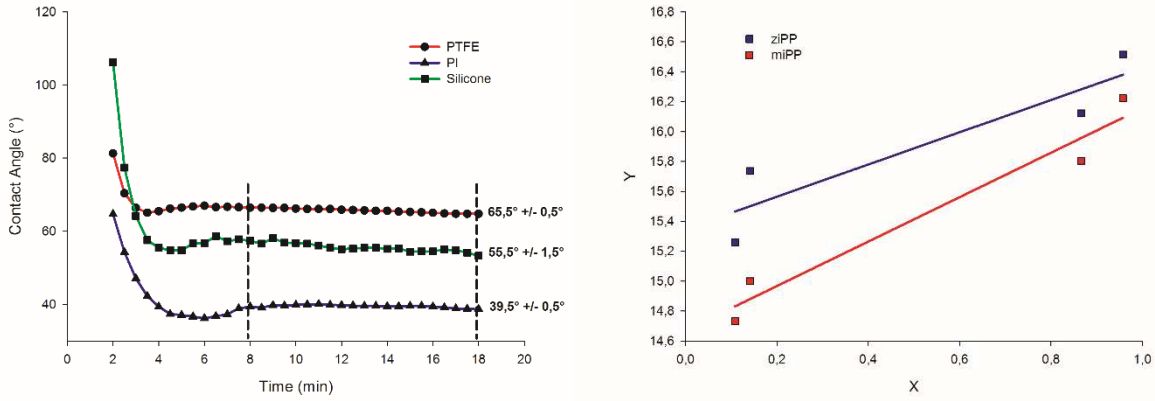 120
100
80
60
40
Contact Angle (°)
PTFE
PI
Silicone
65,5° +/- 0,5°
55,5° +/- 1,5°
39,5° +/- 0,5°
0 2 4 6 8 10 12 14 16 18 20
Time (min)
16,8
16,6
16,4
16,2
16,0
15,8
15,6
15,4
15,2
15,0
14,8
14,6
Y
ziPP
miPP
0,0 0,2 0,4 0,6 0,8 1,0
X